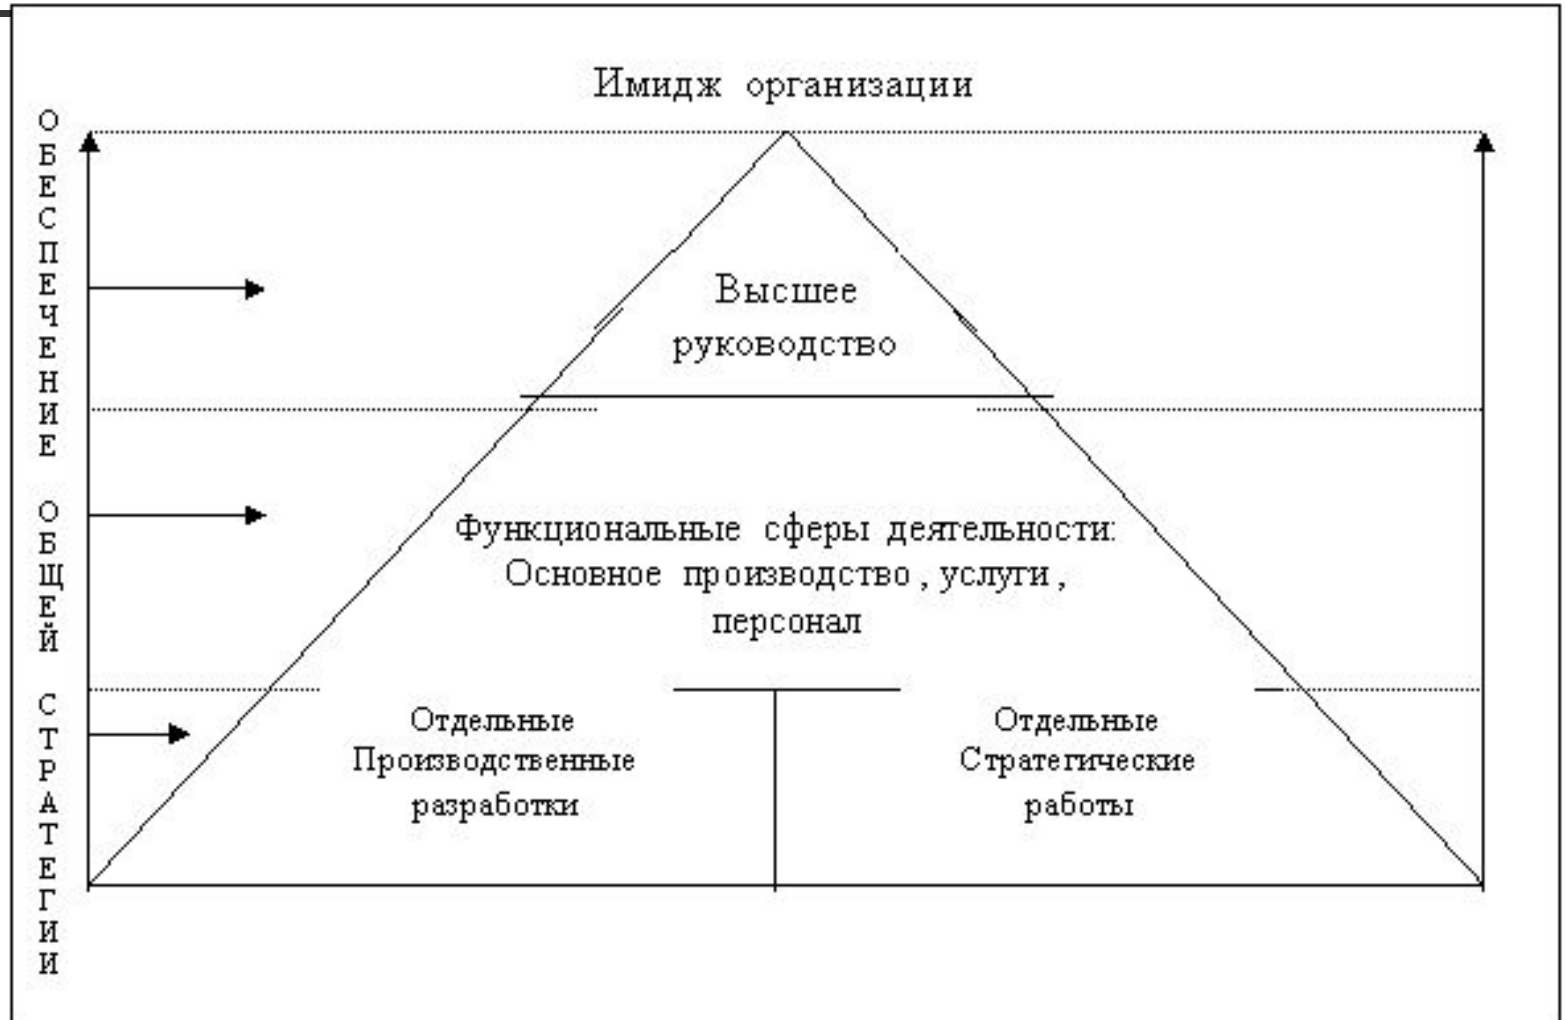 Имидж организации
ОБЕСПЕЧЕНИЕ ОБЩЕЙ СТРАТЕГИИ
Высшее
руководство
Функциональные сферы деятельности:
Основное производство, услуги,
персонал
Отдельные
Производственные
разработки
Отдельные
Стратегические
работы